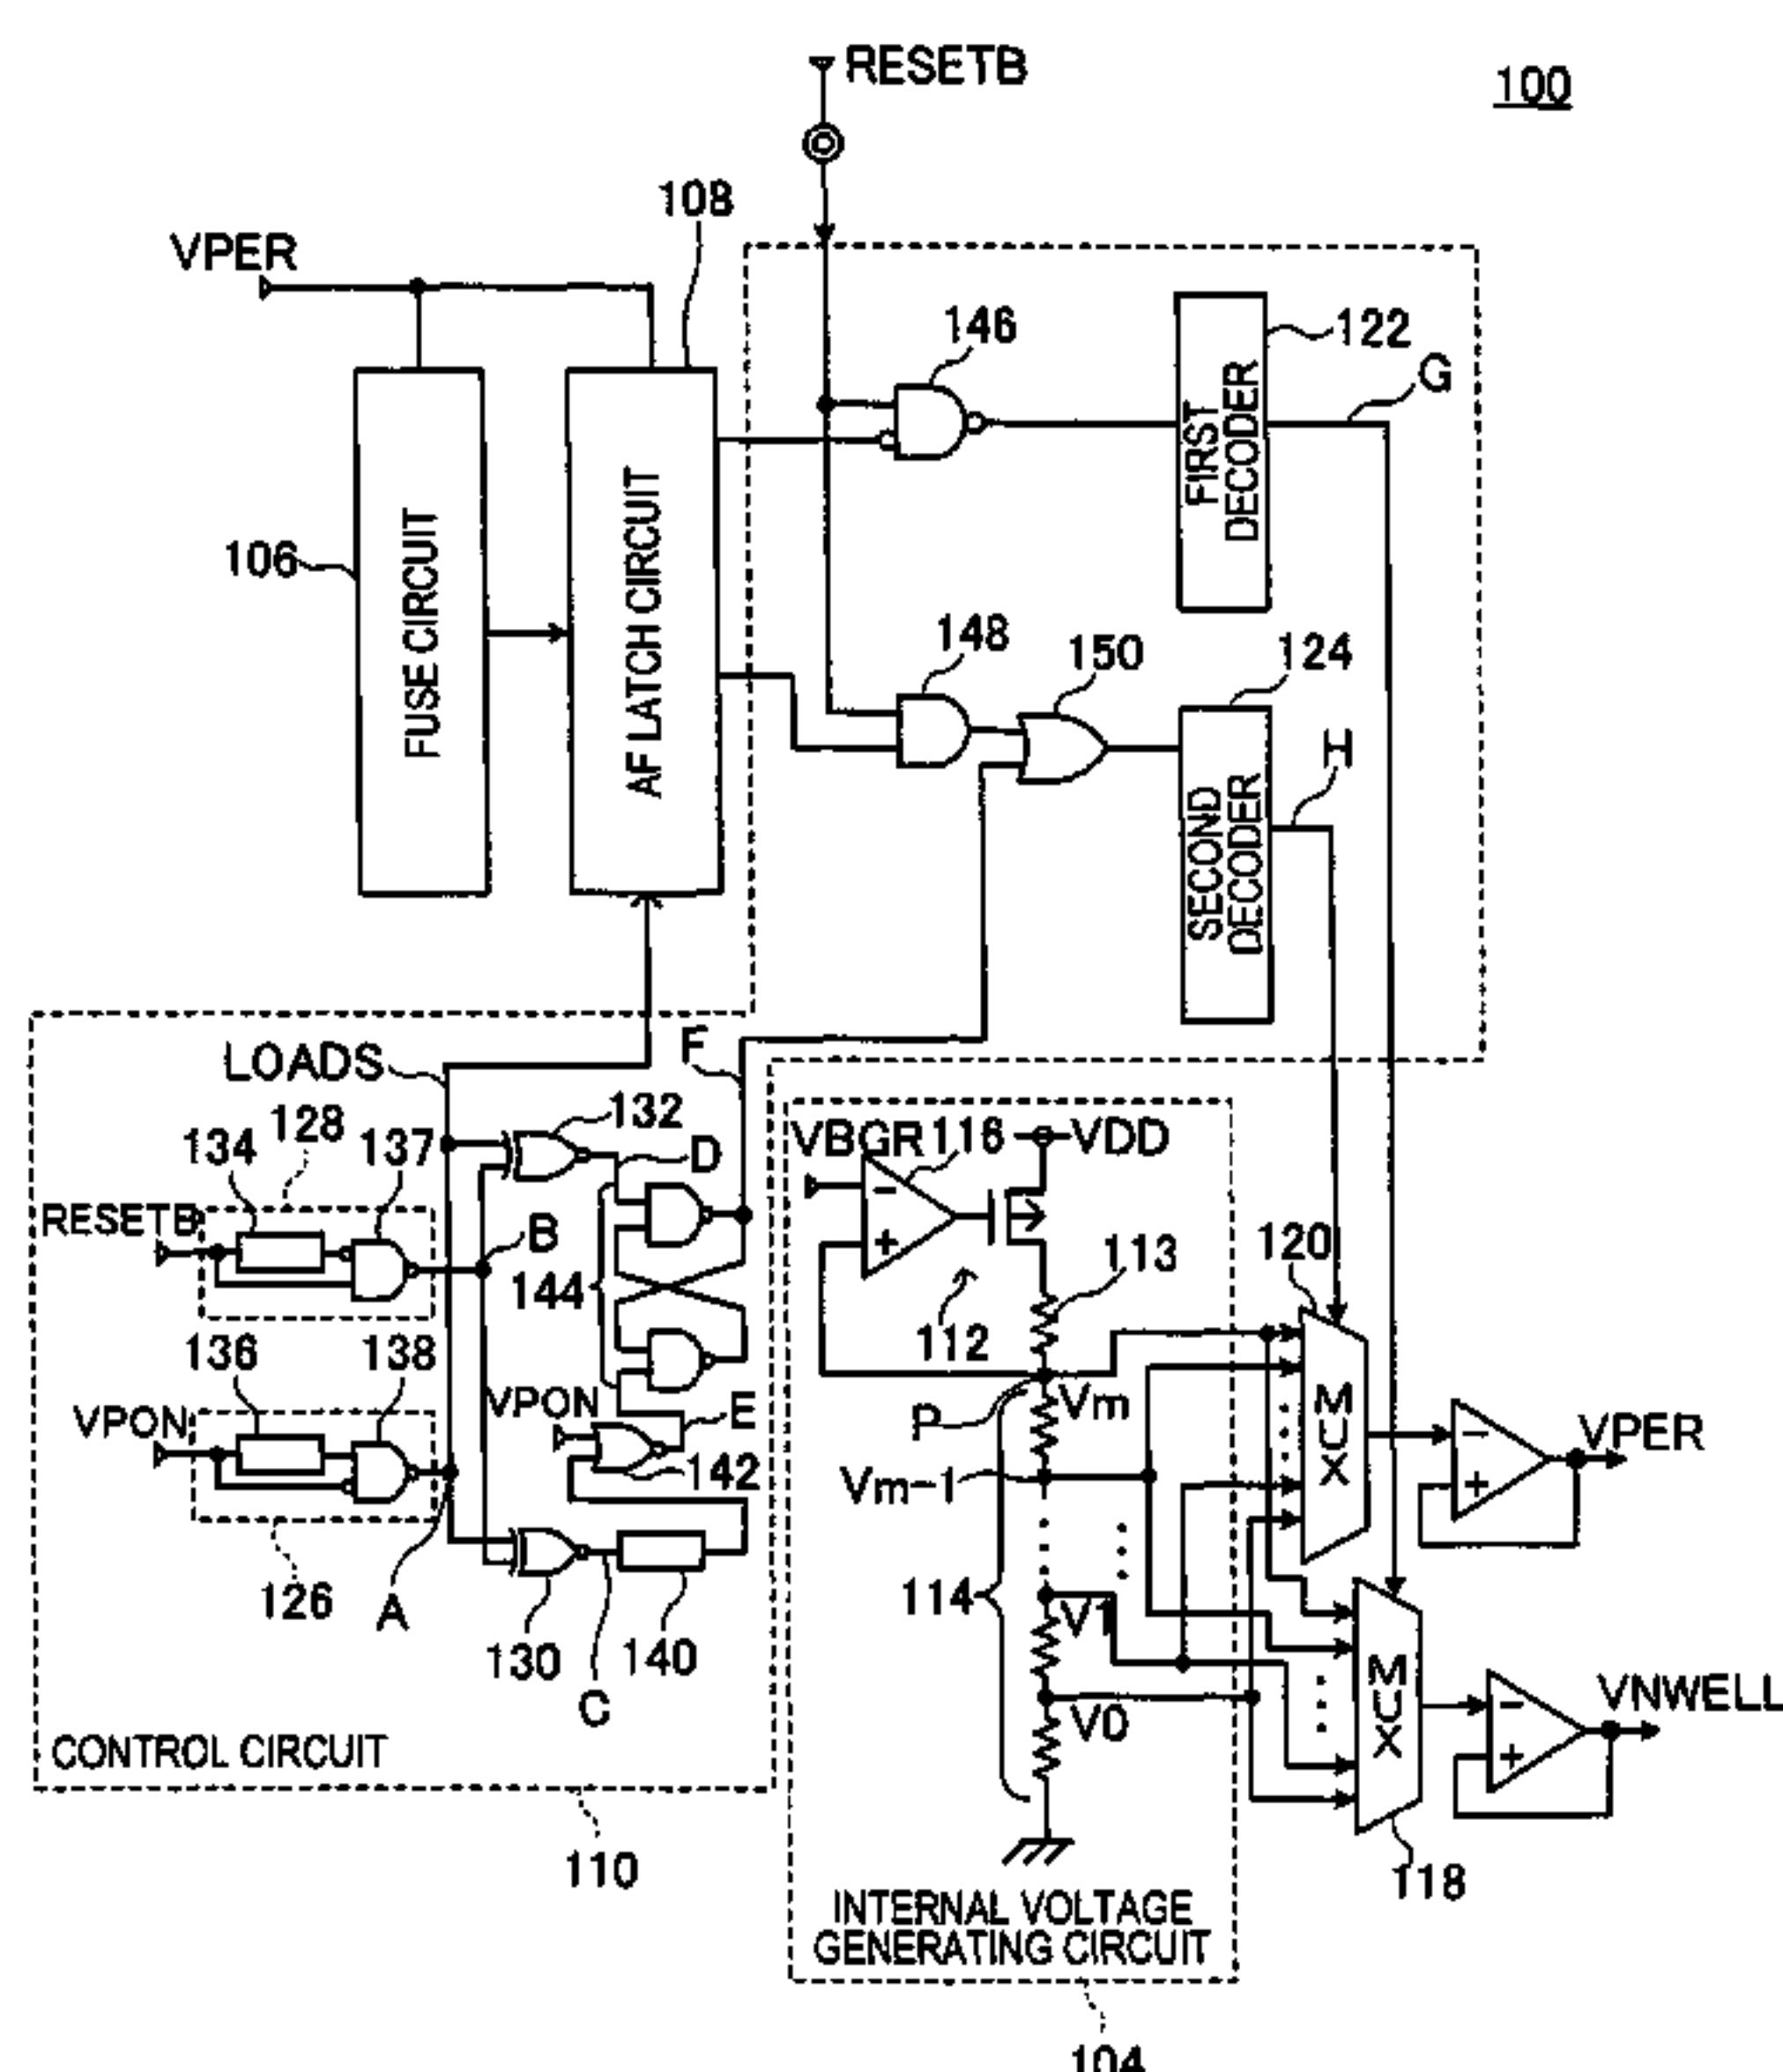 RESETB
100
108
VPER
146
122
G
FIRST DECODER
106
FUSE CIRCUIT
AF LATCH CIRCUIT
148
150
124
H
SECOND DECODER
LOADS
F
128
132
134
137
D
VBGR
116
VDD
RESETB
B
113
120
144
112
136
138
VPON
VPON
E
P
Vm
MUX
VPER
142
Vm-1
126
A
130
140
C
114
V1
MUX
VNWELL
V0
CONTROL CIRCUIT
110
118
INTERNAL VOLTAGE
GENERATING CIRCUIT
104